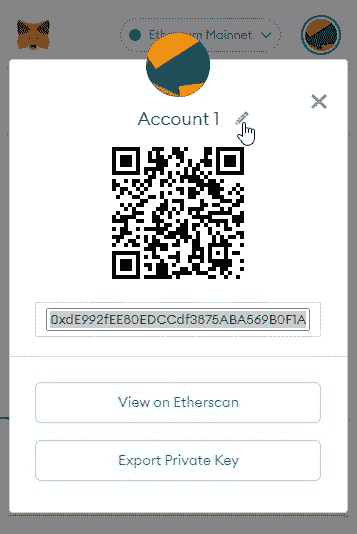 Ethereum Mainnet
Account 1
0xdE992fEE80EDCCdf3875ABA569B0F1A
View on Etherscan
Export Private Key